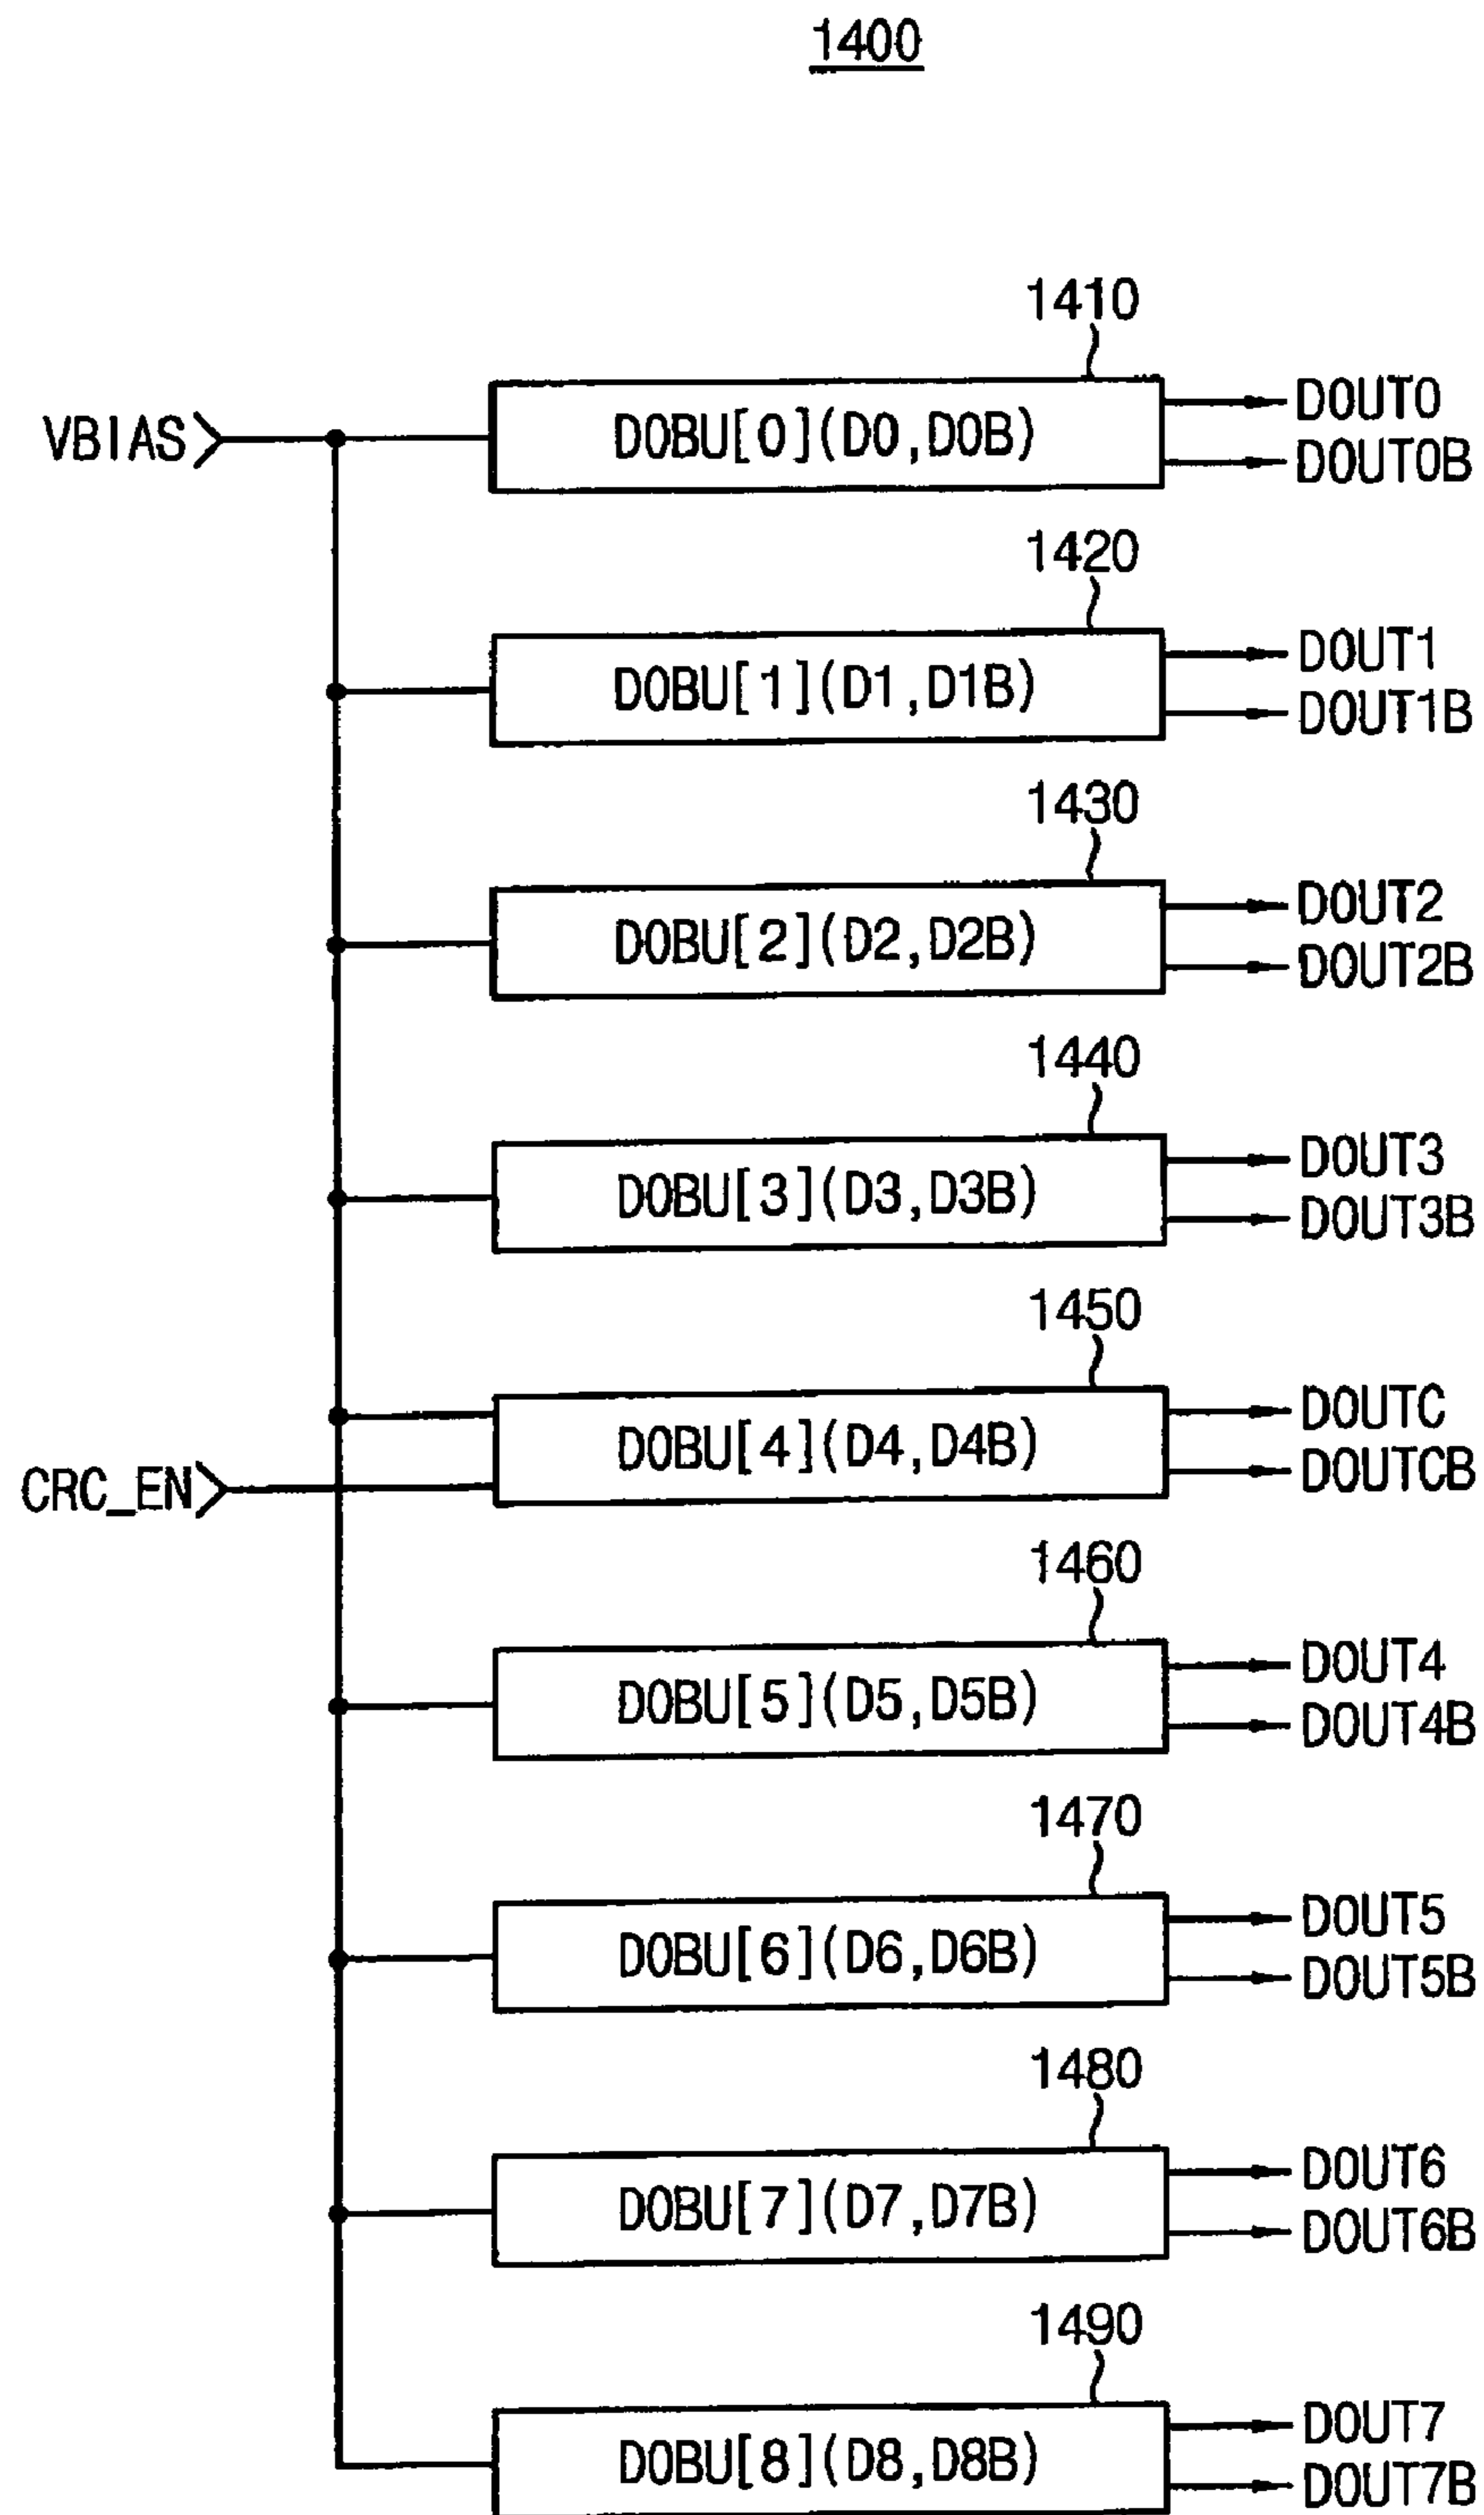 1400
1410
VBIAS DOBU[0](D0,D0B) DOUT0
DOUT0B
1420
DOBU[1](D1,D1B) DOUT1
DOUT1B
1430
DOBU[2](D2,D2B) DOUT2
DOUT2B
1440
DOBU[3](D3,D3B) DOUT3
DOUT3B
1450
DOBU[4](D4,D4B) DOUTC
CRC_EN DOUTCB
1460
DOBU[5](D5,D5B) DOUT4
DOUT4B
1470
DOBU[6](D6,D6B) DOUT5
DOUT5B
1480
DOBU[7](D7,D7B) DOUT6
DOUT6B
1490
DOBU[8](D8,D8B) DOUT7
DOUT7B